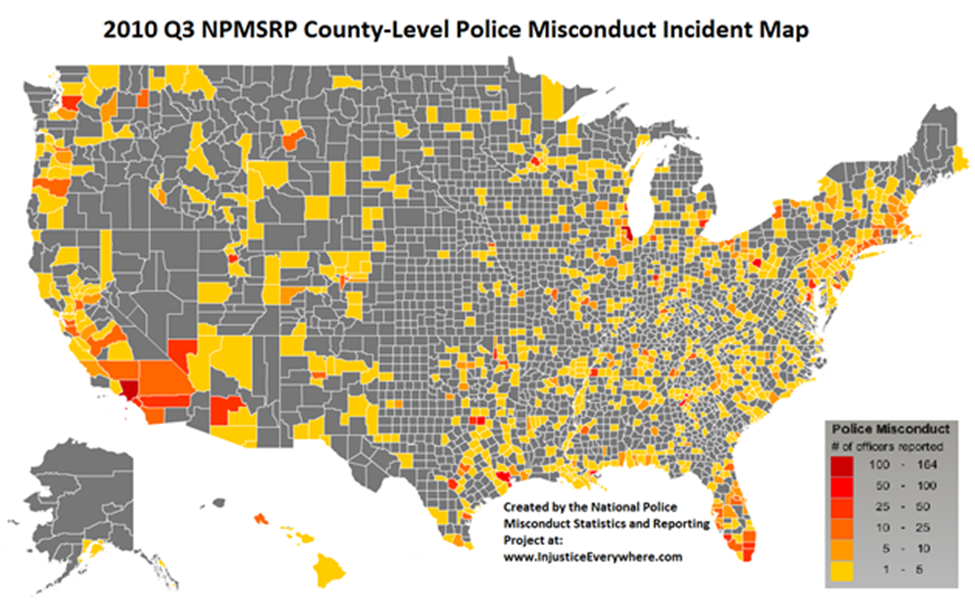 2010 Q3 NPMSRP County-Level Police Misconduct Incident Map
Police Misconduct
# of officers reported
100 - 164
50 - 100
25 - 50
10 - 25
5 - 10
1 - 5
Created by the National Police
Misconduct Statistics and Reporting
Project at:
www.InjusticeEverywhere.com